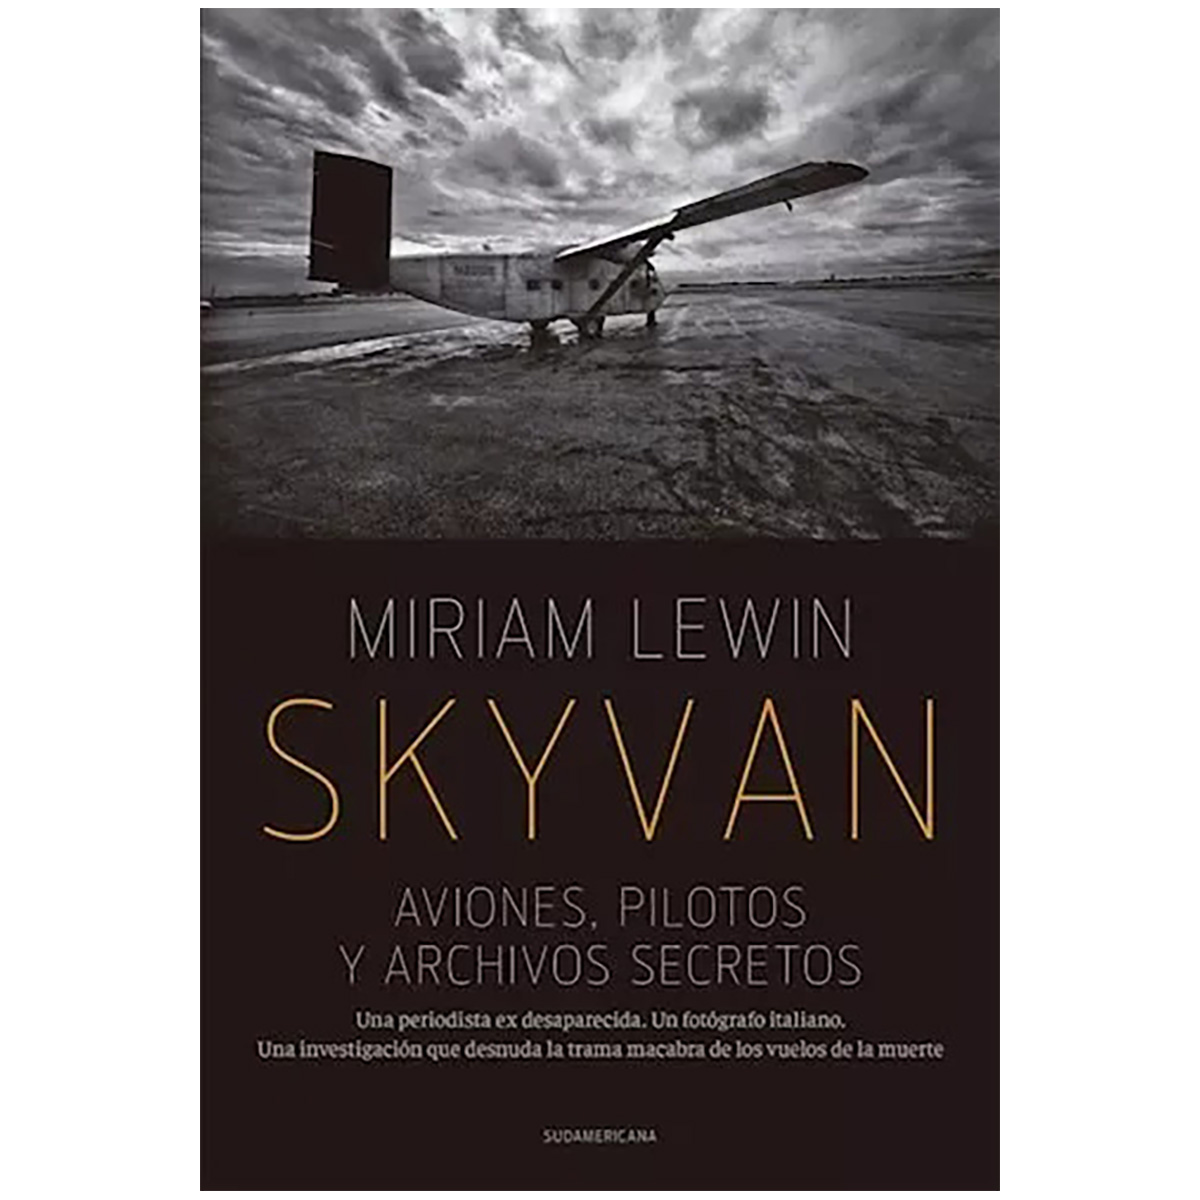 MIRIAM LEWIN
SKYVAN
AVIONES, PILOTOS
Y ARCHIVOS SECRETOS
Una periodista ex desaparecida. Un fotógrafo italiano.
Una investigación que desnuda la trama macabra de los vuelos de la muerte
SUDAMERICANA